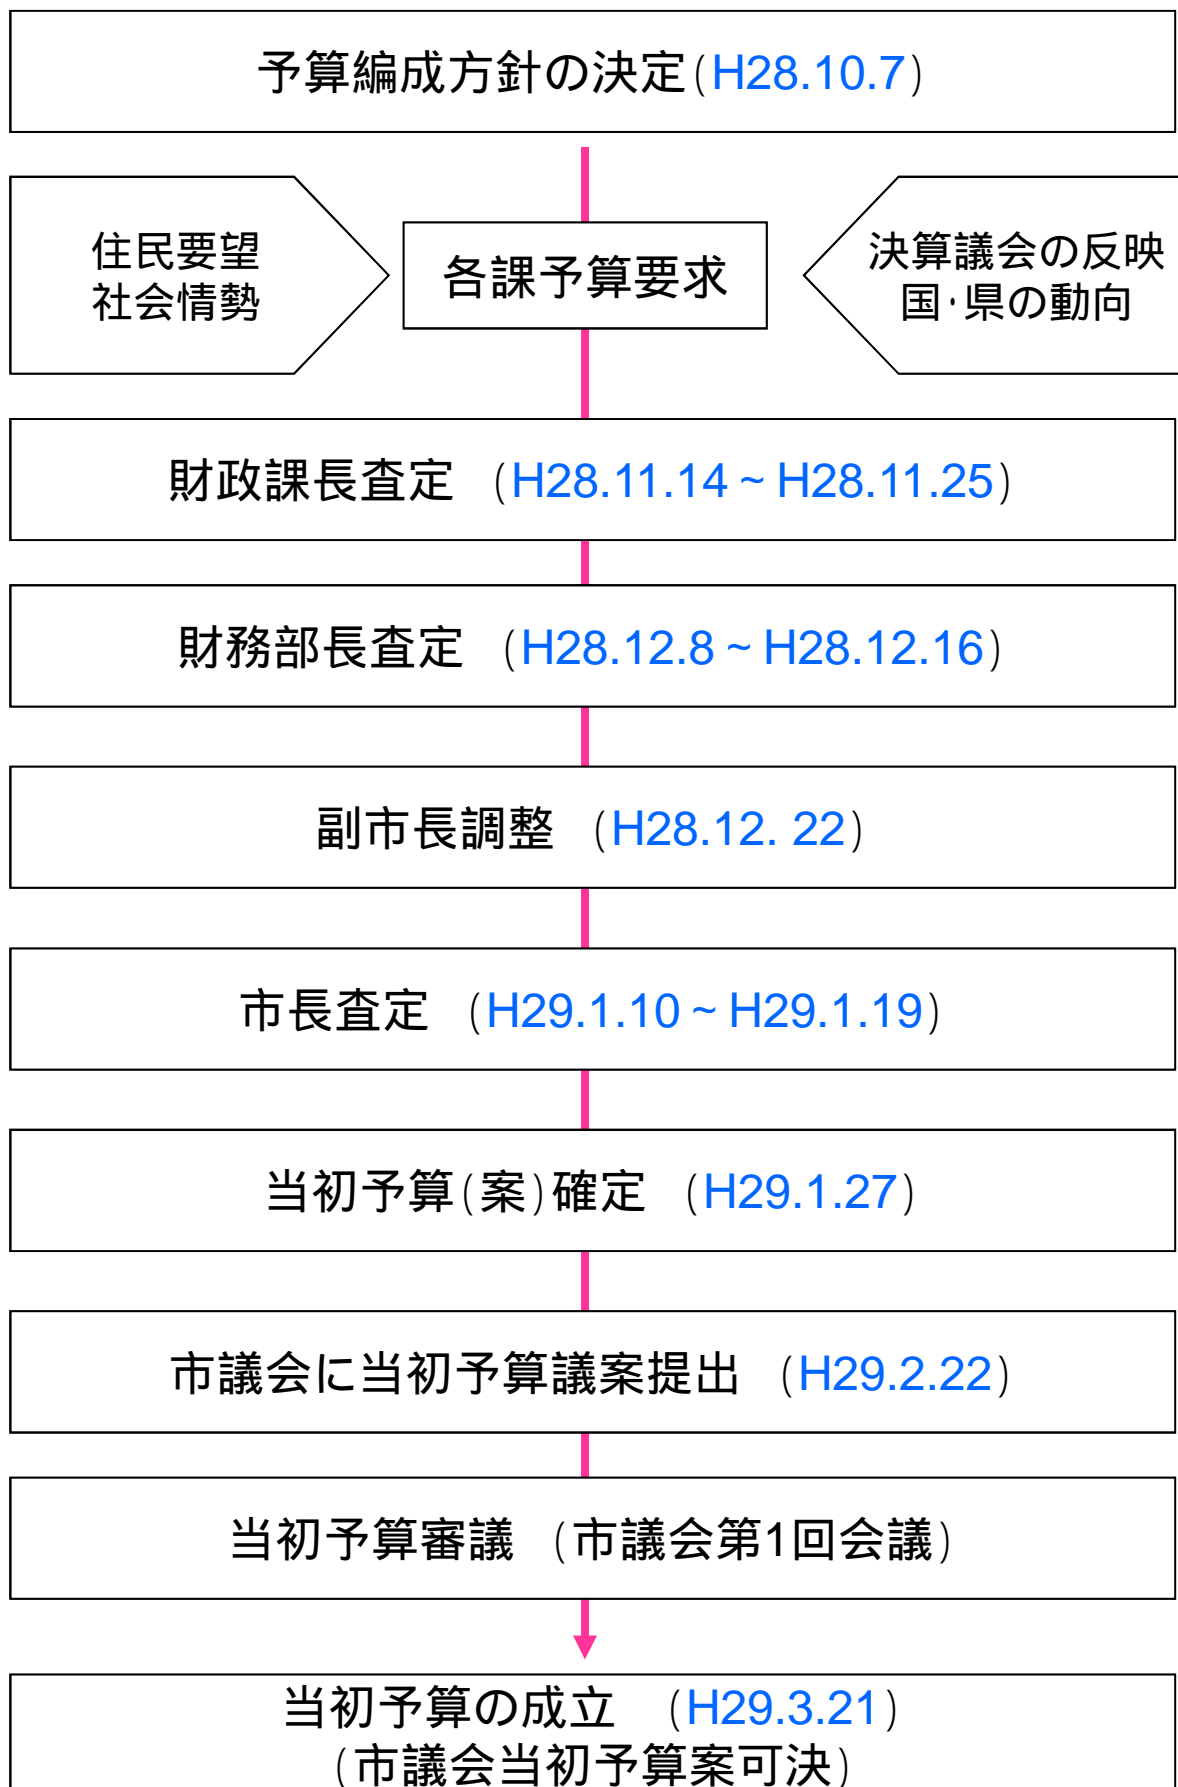 予算編成方針の決定(H28.10.7)
住民要望
社会情勢
各課予算要求
決算議会の反映
国・県の動向
財政課長査定 (H28.11.14~H28.11.25)
財務部長査定 (H28.12.8~H28.12.16)
副市長調整 (H28.12. 22)
市長査定 (H29.1.10~H29.1.19)
当初予算(案)確定 (H29.1.27)
市議会に当初予算議案提出 (H29.2.22)
当初予算審議 (市議会第1回会議)
当初予算の成立 (H29.3.21)
(市議会当初予算案可決)